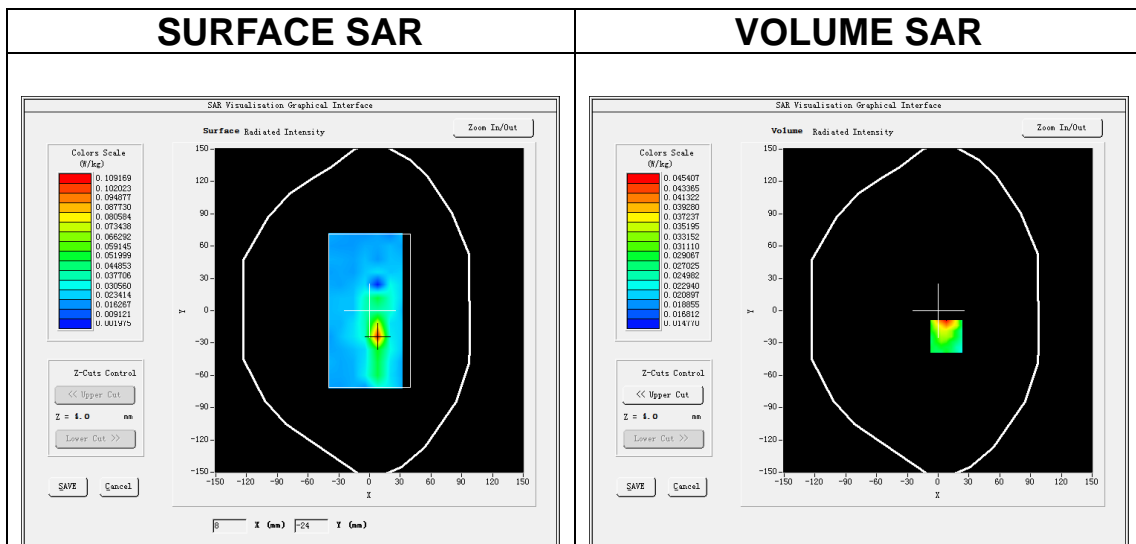 SURFACE SAR
VOLUME SAR
SAR Visualisation Graphical Interface
Surface Radiated Intensity
Zoom In/Out
Colors Scale
(W/kg)
0.109169
0.102023
0.094877
0.087730
0.080584
0.073438
0.066292
0.059145
0.051999
0.044853
0.037706
0.030560
0.023414
0.016267
0.009121
0.001975
Z-Cuts Control
<< Upper Cut
Z = 4.0 mm
Lower Cut >>
SAVE Cancel
150
120
90
60
30
0
-30
-60
-90
-120
-150
Y
-150 -120 -90 -60 -30 0 30 60 90 120 150
X
8 X (mm) -24 Y (mm)
SAR Visualisation Graphical Interface
Volume Radiated Intensity
Zoom In/Out
Colors Scale
(W/kg)
0.045407
0.043365
0.041322
0.039280
0.037237
0.035195
0.033152
0.031110
0.029067
0.027025
0.024982
0.022940
0.020897
0.018855
0.016812
0.014770
Z-Cuts Control
<< Upper Cut
Z = 4.0 mm
Lower Cut >>
SAVE Cancel
150
120
90
60
30
0
-30
-60
-90
-120
-150
Y
-150 -120 -90 -60 -30 0 30 60 90 120 150
X